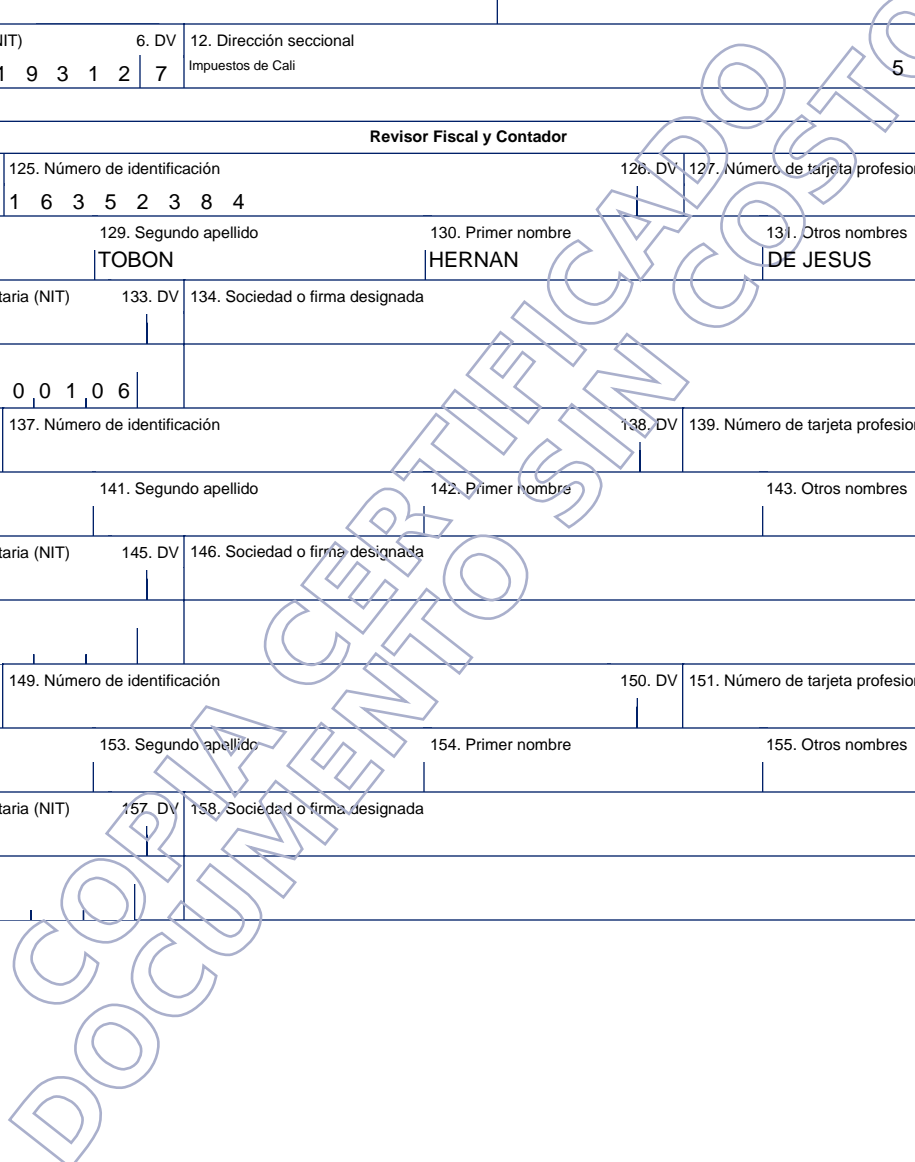 NIT) 6. DV 12. Dirección seccional
1 9 3 1 2 7 Impuestos de Cali 5
Revisor Fiscal y Contador
125. Número de identificación 126. DV 127. Número de tarjeta profesion
1 6 3 5 2 3 8 4
129. Segundo apellido 130. Primer nombre 131. Otros nombres
TOBON HERNAN DE JESUS
taria (NIT) 133. DV 134. Sociedad o firma designada
0 0 1 0 6
137. Número de identificación 138. DV 139. Número de tarjeta profesion
141. Segundo apellido 142. Primer nombre 143. Otros nombres
taria (NIT) 145. DV 146. Sociedad o firma designada
149. Número de identificación 150. DV 151. Número de tarjeta profesion
153. Segundo apellido 154. Primer nombre 155. Otros nombres
taria (NIT) 157. DV 158. Sociedad o firma designada
COPIA CERTIFICADO
DOCUMENTO SIN COSTO